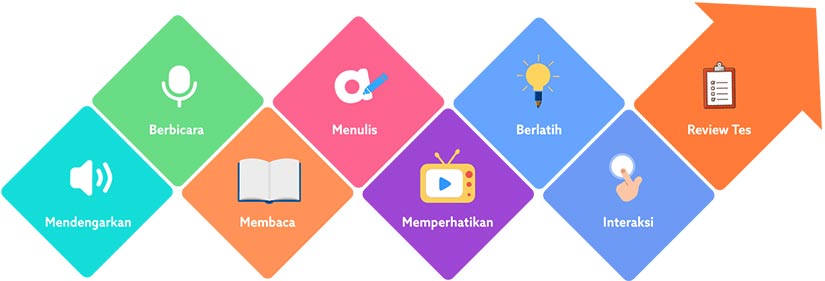 Mendengarkan
Berbicara
Membaca
Menulis
Memperhatikan
Berlatih
Interaksi
Review Tes